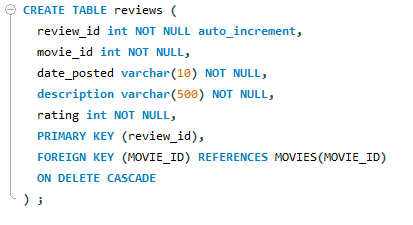 CREATE TABLE reviews (
review_id int NOT NULL auto_increment,
movie_id int NOT NULL,
date_posted varchar(10) NOT NULL,
description varchar(500) NOT NULL,
rating int NOT NULL,
PRIMARY KEY (review_id),
FOREIGN KEY (MOVIE_ID) REFERENCES MOVIES(MOVIE_ID)
ON DELETE CASCADE
) ;